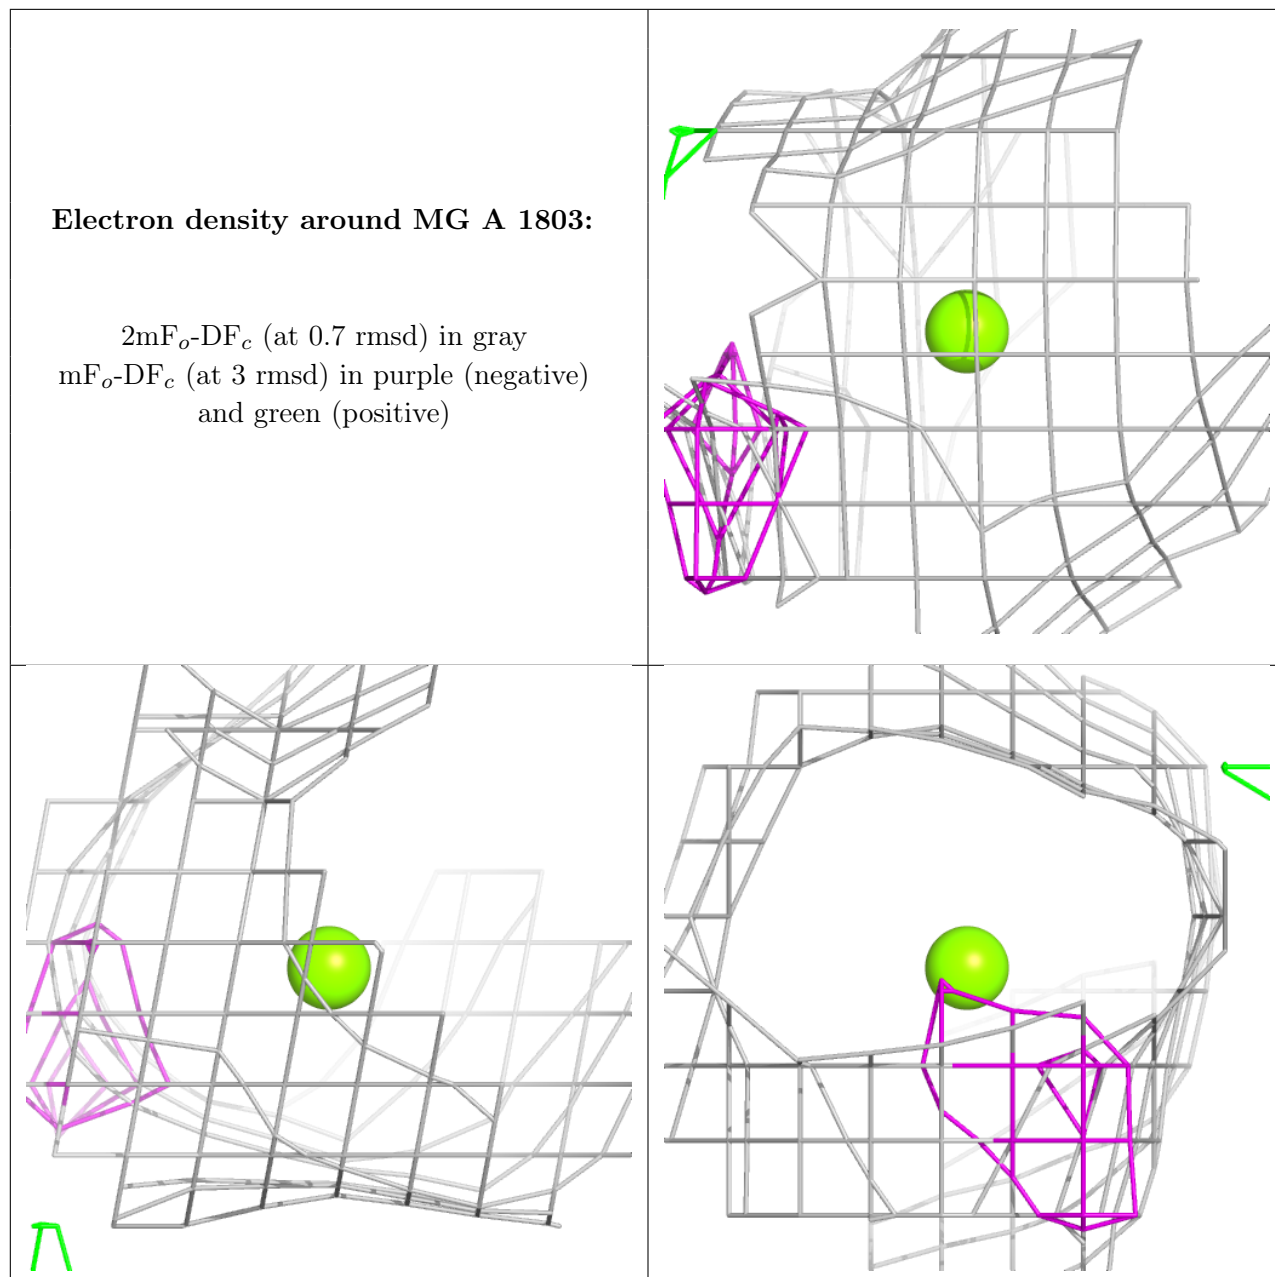 Electron density around MG A 1803:
2mFo-DFc (at 0.7 rmsd) in gray
mFo-DFc (at 3 rmsd) in purple (negative)
and green (positive)